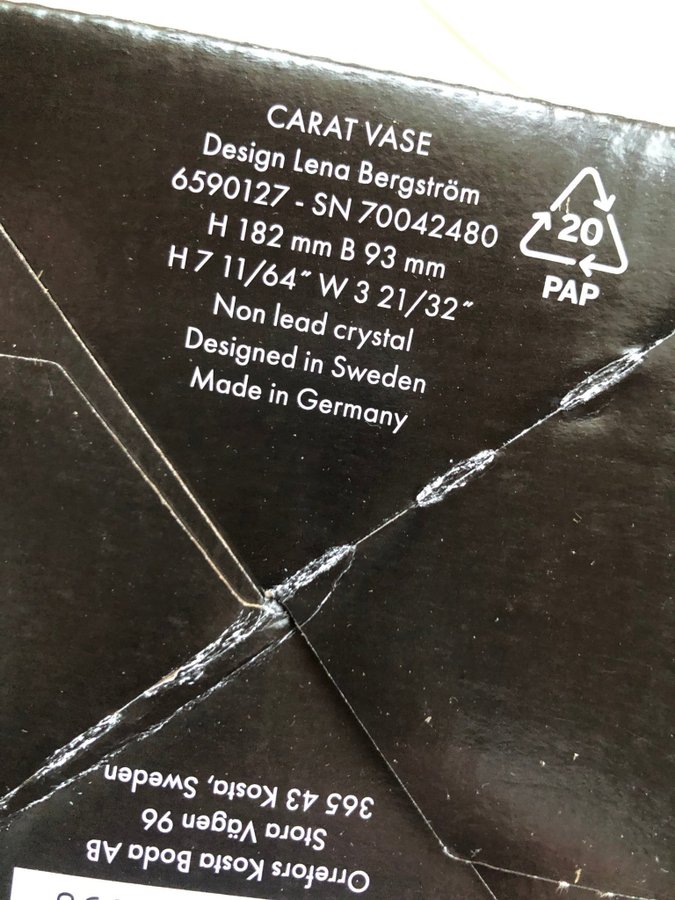 CARAT VASE
Design Lena Bergström
6590127 - SN 70042480
H 182 mm B 93 mm
H 7 11/64″ W 3 21/32″
Non lead crystal
Designed in Sweden
Made in Germany
20
PAP
Orrefors Kosta Boda AB
Stora Vägen 96
365 43 Kosta, Sweden